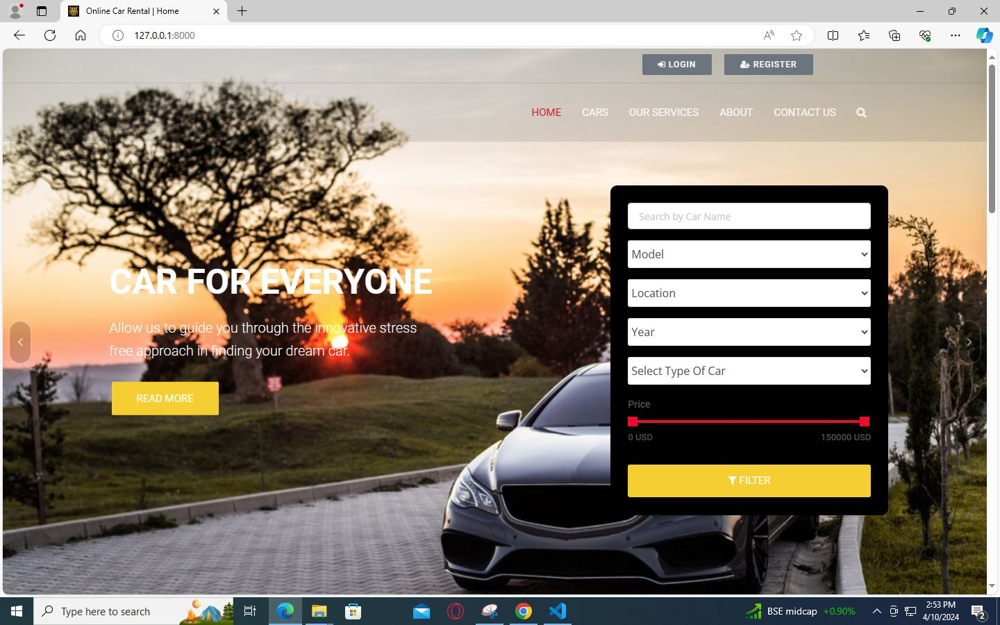 Online Car Rental | Home
127.0.0.1:8000
LOGIN
REGISTER
HOME
CARS
OUR SERVICES
ABOUT
CONTACT US
Search by Car Name
Model
Location
Year
Select Type Of Car
Price
0 USD
150000 USD
FILTER
CAR FOR EVERYONE
Allow us to guide you through the innovative stress
free approach in finding your dream car.
READ MORE
Type here to search
BSE midcap +0.90%
2:53 PM
4/10/2024
2